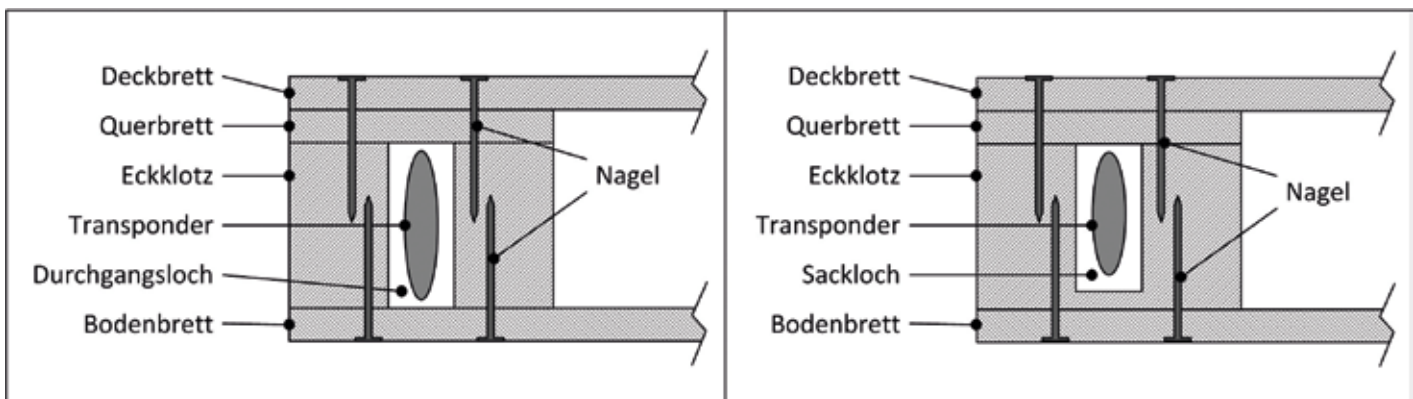 Deckbrett
Querbrett
Eckklotz
Transponder
Durchgangsloch
Bodenbrett
Nagel
Deckbrett
Querbrett
Eckklotz
Transponder
Sackloch
Bodenbrett
Nagel